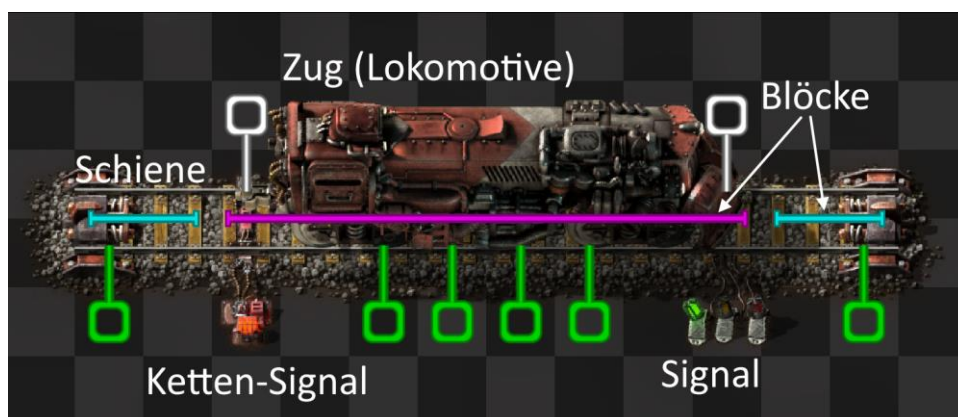 Zug (Lokomotive)
Blöcke
Schiene
Ketten-Signal
Signal